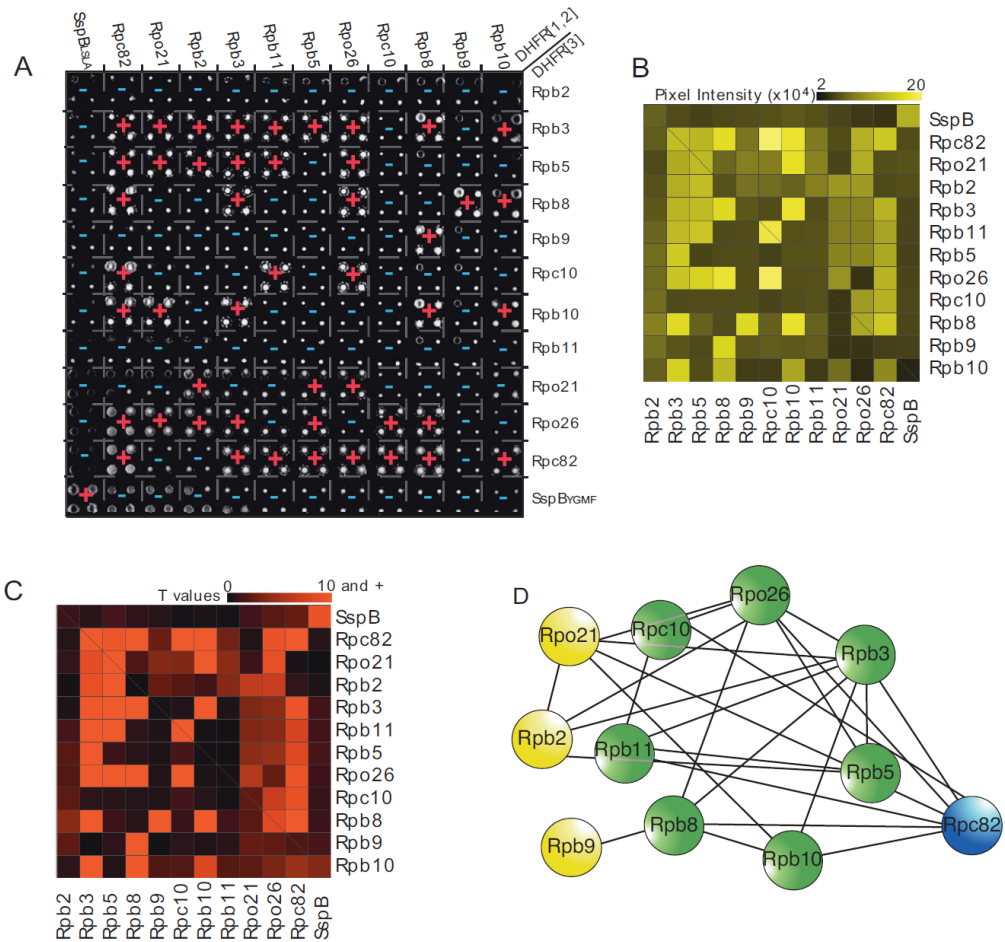 A
SspBLSLA Rpc82 Rpo21 Rpb2 Rpb3 Rpb11 Rpb5 Rpo26 Rpc10 Rpb8 Rpb9 Rpb10 DHFR[1,2]
DHFR[3]
Rpb2
Rpb3
Rpb5
Rpb8
Rpb9
Rpc10
Rpb10
Rpb11
Rpo21
Rpo26
Rpc82
SspBYGMF
B
Pixel Intensity (x10⁴) 2 20
SspB
Rpc82
Rpo21
Rpb2
Rpb3
Rpb11
Rpb5
Rpo26
Rpc10
Rpb8
Rpb9
Rpb10
Rpb2 Rpb3 Rpb5 Rpb8 Rpb9 Rpc10 Rpb10 Rpb11 Rpo21 Rpo26 Rpc82 SspB
C
T values 0 10 and +
SspB
Rpc82
Rpo21
Rpb2
Rpb3
Rpb11
Rpb5
Rpo26
Rpc10
Rpb8
Rpb9
Rpb10
Rpb2 Rpb3 Rpb5 Rpb8 Rpb9 Rpc10 Rpb10 Rpb11 Rpo21 Rpo26 Rpc82 SspB
D
Rpo26
Rpo21
Rpc10
Rpb3
Rpb2
Rpb11
Rpb5
Rpc82
Rpb9
Rpb8
Rpb10